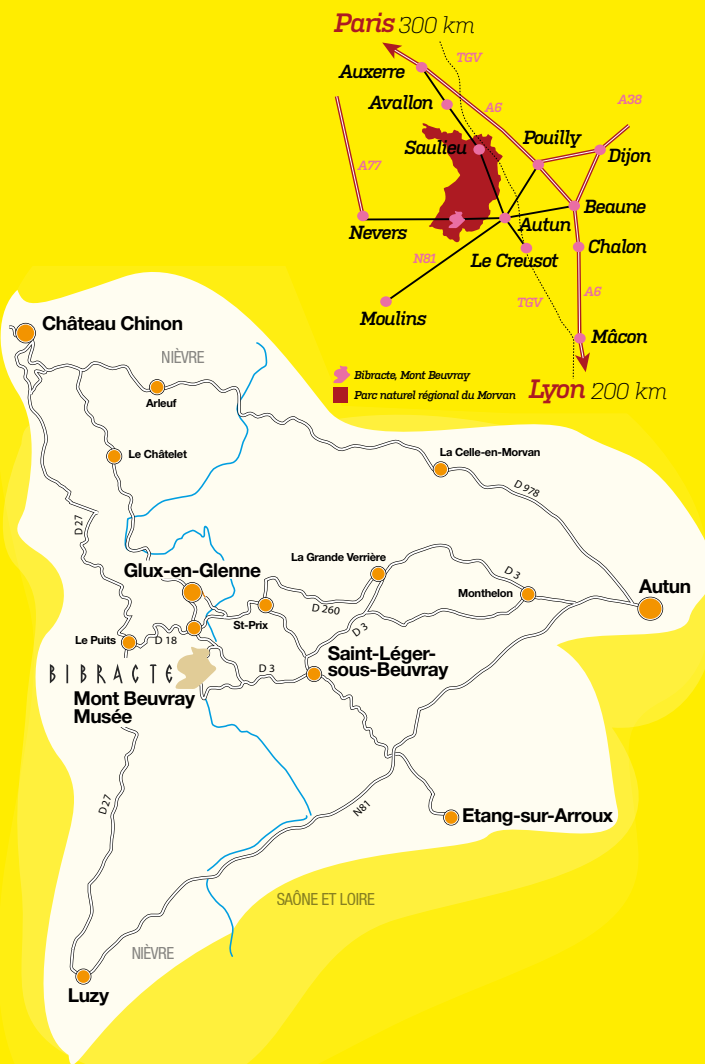 Paris 300 km
TGV
Auxerre
Avallon
A6
A38
Saulieu
Pouilly
Dijon
A77
Beaune
Nevers
Autun
Chalon
Le Creusot
N81
TGV
A6
Moulins
Mâcon
Bibracte, Mont Beuvray
Parc naturel régional du Morvan
Lyon 200 km
Château Chinon
NIÈVRE
Arleuf
Le Châtelet
La Celle-en-Morvan
D 978
D 27
Glux-en-Glenne
La Grande Verrière
D 3
Monthelon
Autun
D 260
St-Prix
D 3
Le Puits
D 18
D 3
Saint-Léger-
sous-Beuvray
BIBRACTE
Mont Beuvray
Musée
D27
N81
Etang-sur-Arroux
SAÔNE ET LOIRE
NIÈVRE
Luzy